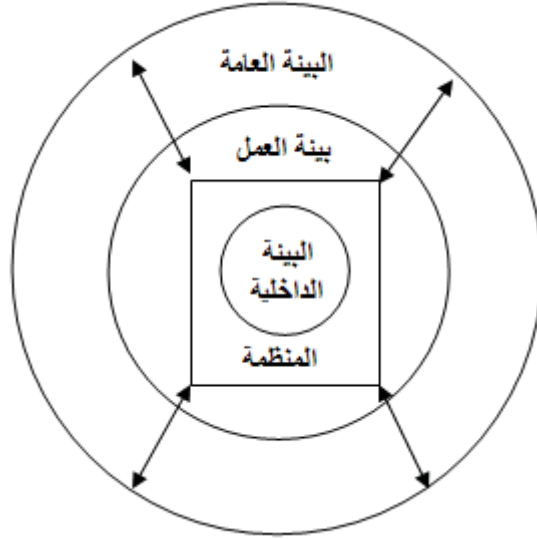 البيئة العامة
بيئة العمل
البيئة
الداخلية
المنظمة